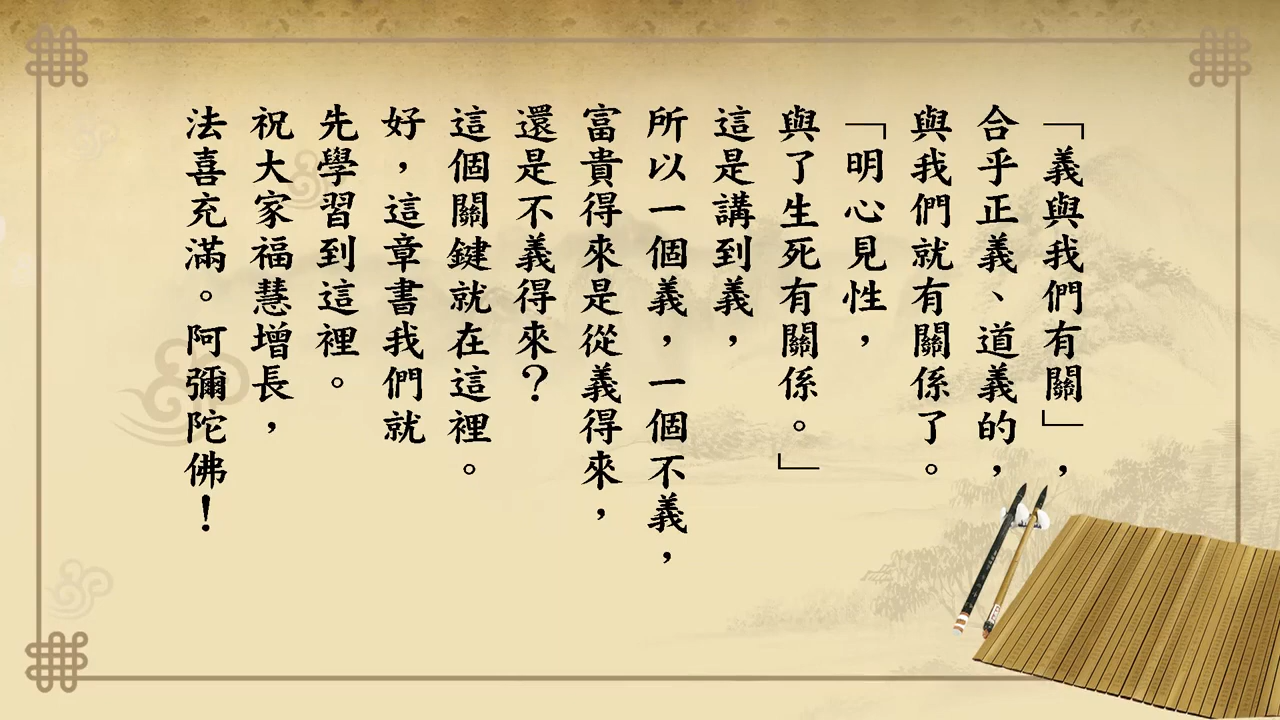 「義與我們有關」，
合乎正義、道義的，
與我們就有關係了。
「明心見性，
與了生死有關係。」
這是講到義，
所以一個義，一個不義，
富貴得來是從義得來，
還是不義得來？
這個關鍵就在這裡。
好，這章書我們就
先學習到這裡。
祝大家福慧增長，
法喜充滿。阿彌陀佛！